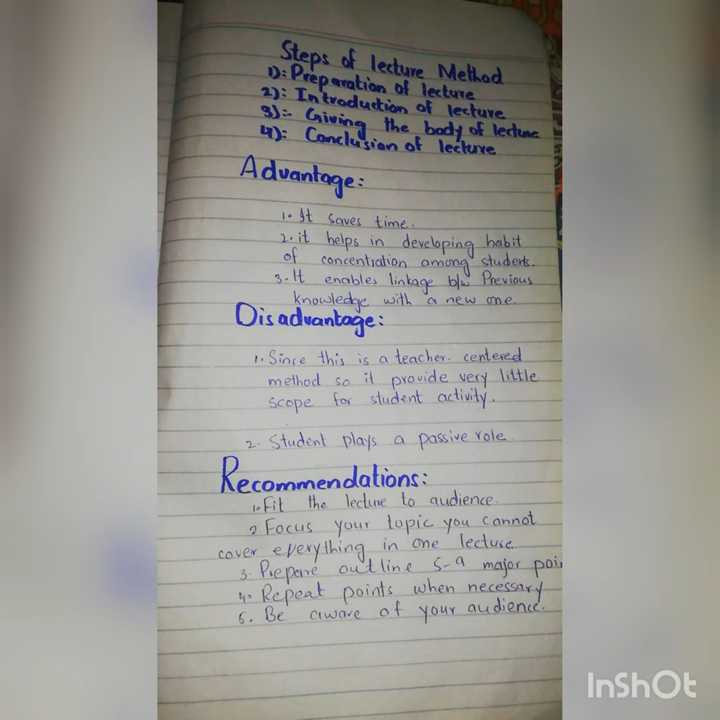 Steps of lecture Method
1):- Preparation of lecture
2):- Introduction of lecture
3):- Giving the body of lecture
4):- Conclusion of lecture
Advantage:
1. It saves time.
2. it helps in developing habit
of concentration among students.
3. It enables linkage b/w Previous
knowledge with a new one.
Disadvantage:
1. Since this is a teacher. centered
method so it provide very little
scope for student activity.
2. Student plays a passive role.
Recommendations:
1. Fit the lecture to audience.
2. Focus your topic you cannot
cover everything in one lecture
3. Prepare outline 5-9 major poi
4. Repeat points when necessary
5. Be aware of your audience.
InShOt